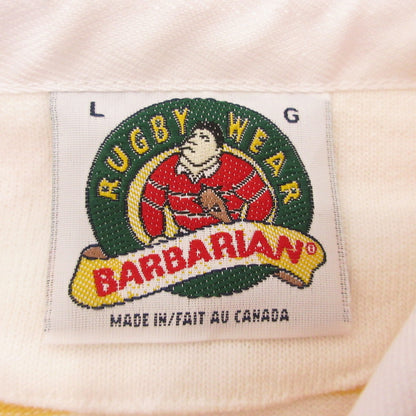 L G
RUGBY WEAR
BARBARIAN®
MADE IN/FAIT AU CANADA